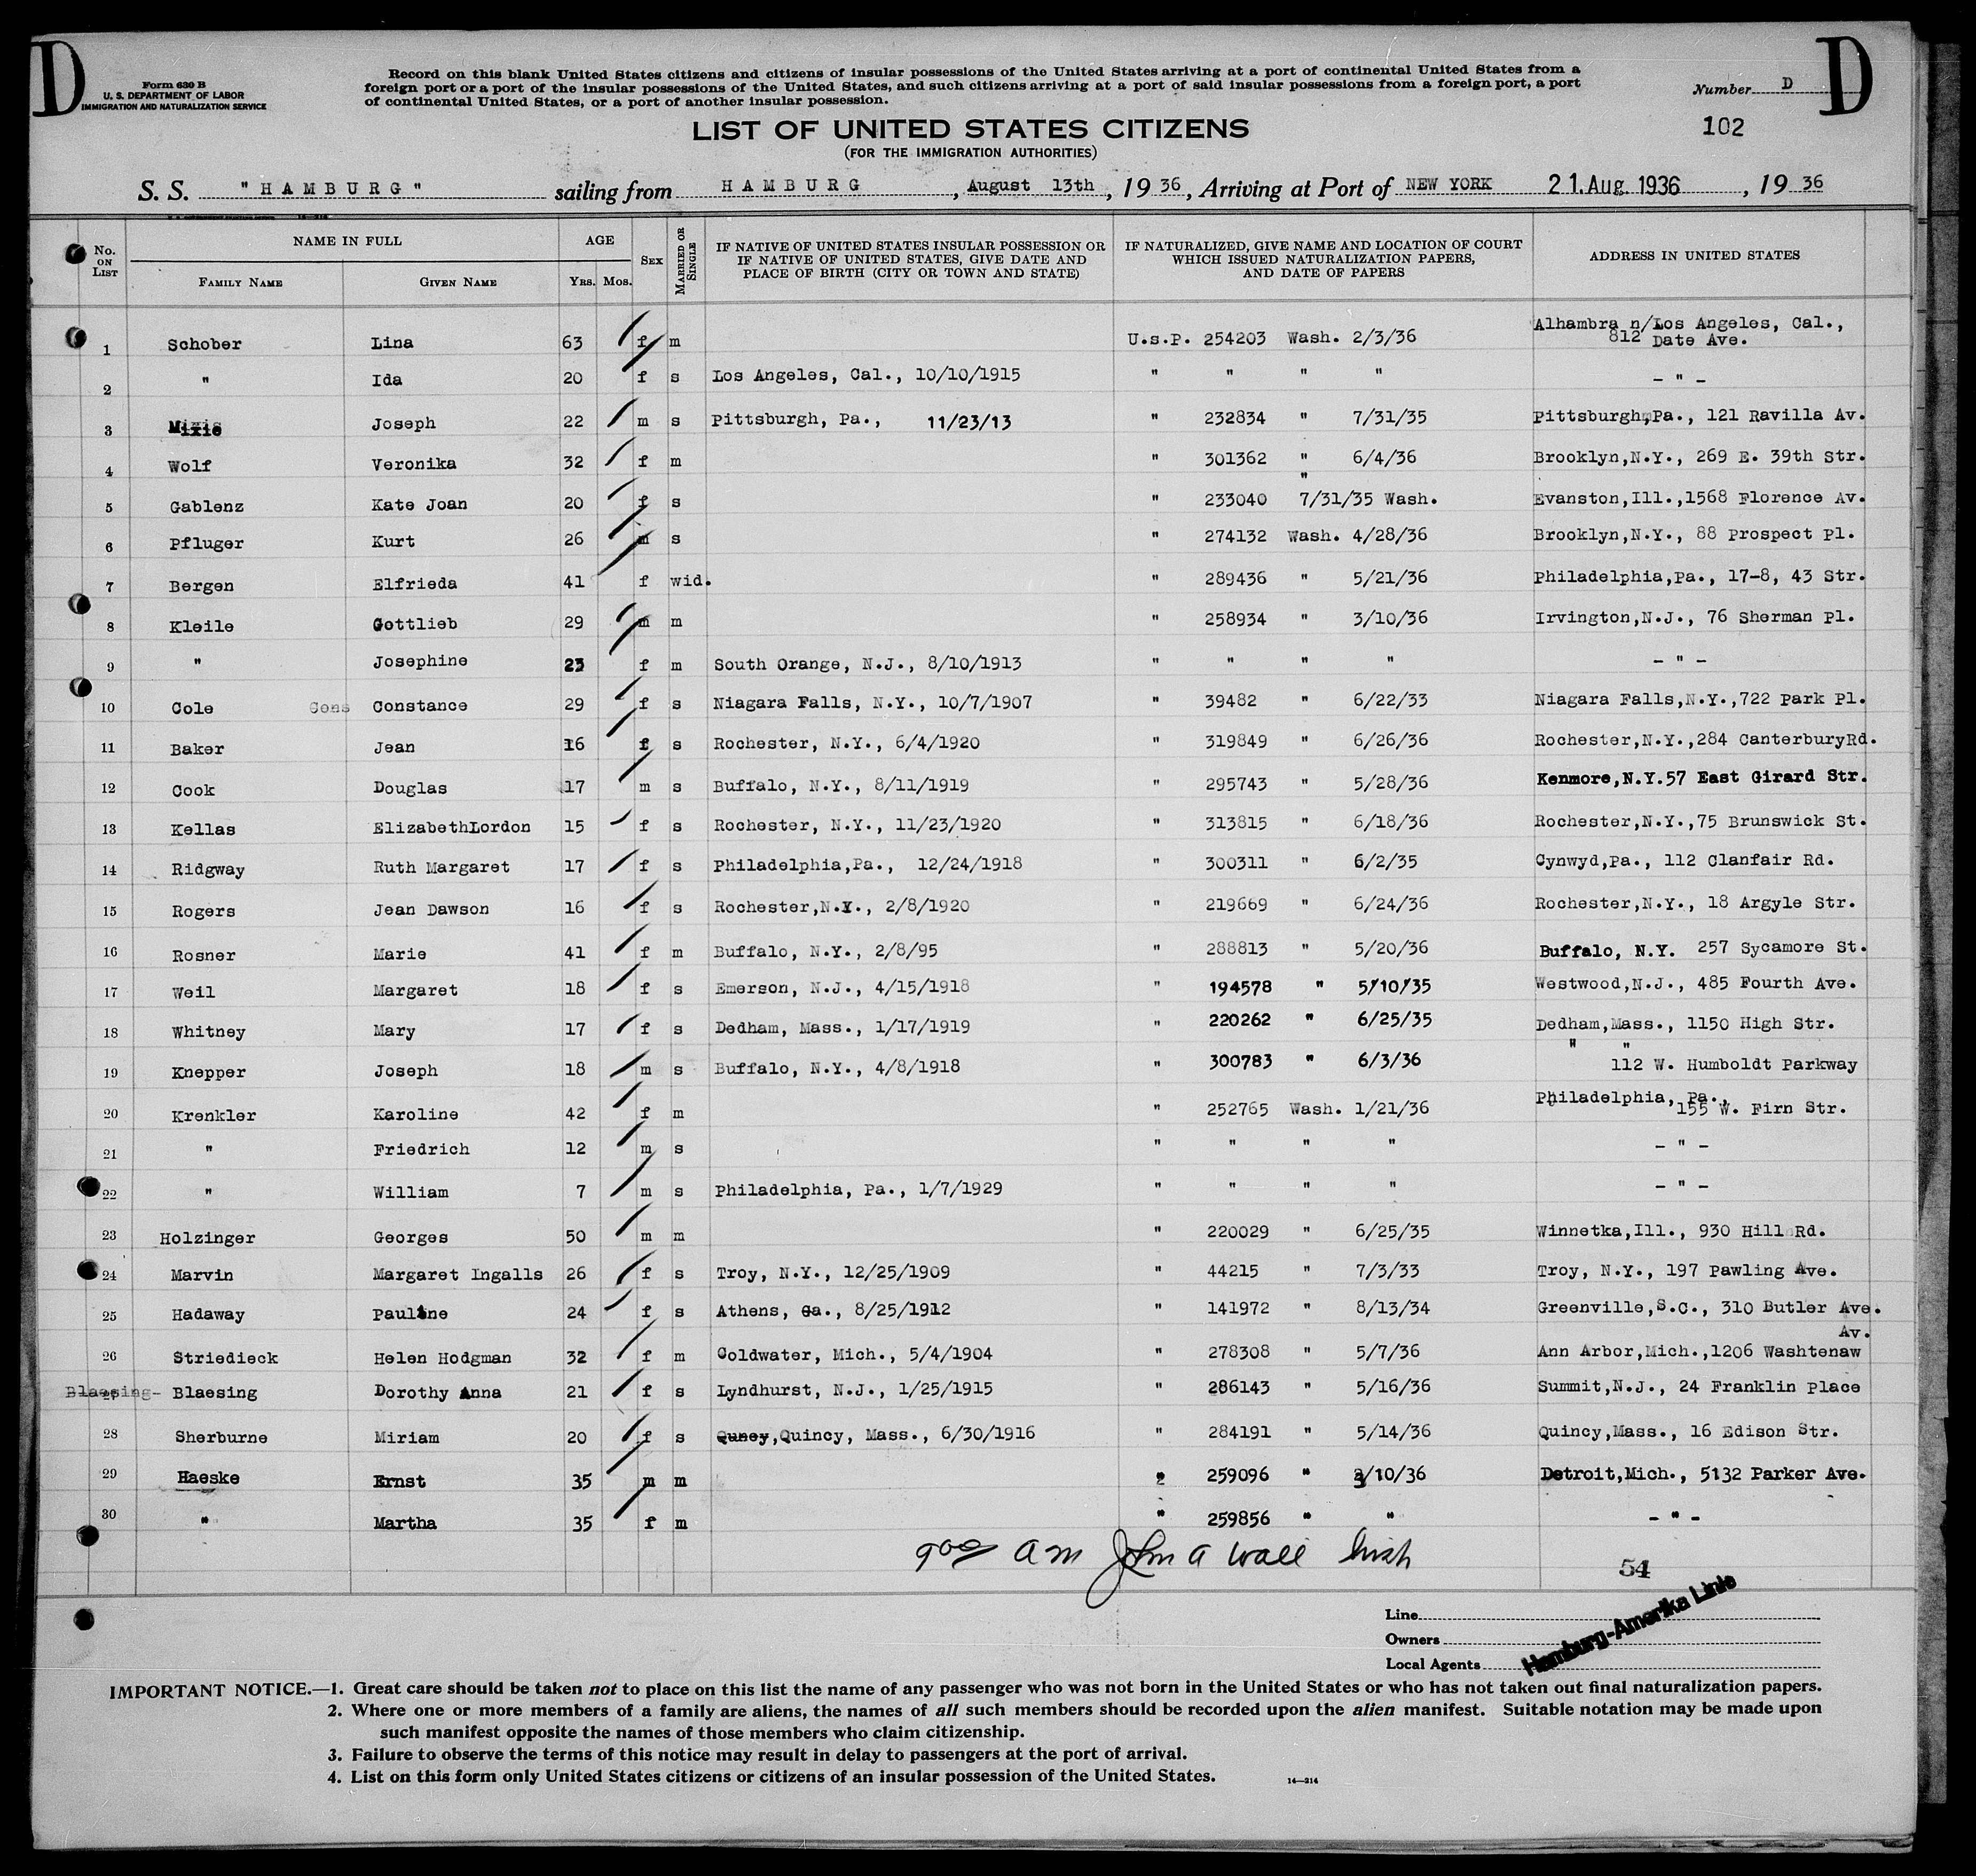 D
Form 630 B
U. S. DEPARTMENT OF LABOR
IMMIGRATION AND NATURALIZATION SERVICE
Record on this blank United States citizens and citizens of insular possessions of the United States arriving at a port of continental United States from a
foreign port or a port of the insular possessions of the United States, and such citizens arriving at a port of said insular possessions from a foreign port, a port
of continental United States, or a port of another insular possession.
Number D
D
102
LIST OF UNITED STATES CITIZENS
(FOR THE IMMIGRATION AUTHORITIES)
S. S. "HAMBURG" sailing from HAMBURG, August 13th, 19 36, Arriving at Port of NEW YORK 21. Aug. 1936, 19 36
No. ON LIST
NAME IN FULL
FAMILY NAME
GIVEN NAME
AGE
YRS. MOS.
SEX
MARRIED OR SINGLE
IF NATIVE OF UNITED STATES INSULAR POSSESSION OR
IF NATIVE OF UNITED STATES, GIVE DATE AND
PLACE OF BIRTH (CITY OR TOWN AND STATE)
IF NATURALIZED, GIVE NAME AND LOCATION OF COURT
WHICH ISSUED NATURALIZATION PAPERS,
AND DATE OF PAPERS
ADDRESS IN UNITED STATES
1 Schober Lina 63 f m U.S.P. 254203 Wash. 2/3/36 Alhambra n/Los Angeles, Cal., 812 Date Ave.
2 " Ida 20 f s Los Angeles, Cal., 10/10/1915 " " " " - " -
3 Mixie Joseph 22 m s Pittsburgh, Pa., 11/23/13 " 232834 " 7/31/35 Pittsburgh,Pa., 121 Ravilla Av.
4 Wolf Veronika 32 f m " 301362 " 6/4/36 Brooklyn,N.Y., 269 E. 39th Str.
5 Gablenz Kate Joan 20 f s " 233040 " 7/31/35 Wash. Evanston,Ill.,1568 Florence Av.
6 Pfluger Kurt 26 m s " 274132 Wash. 4/28/36 Brooklyn,N.Y., 88 Prospect Pl.
7 Bergen Elfrieda 41 f wid. " 289436 " 5/21/36 Philadelphia,Pa., 17-8, 43 Str.
8 Kleile Gottlieb 29 m m " 258934 " 3/10/36 Irvington,N.J., 76 Sherman Pl.
9 " Josephine 23 f m South Orange, N.J., 8/10/1913 " " " " - " -
10 Cole Cons Constance 29 f s Niagara Falls, N.Y., 10/7/1907 " 39482 " 6/22/33 Niagara Falls,N.Y.,722 Park Pl.
11 Baker Jean 16 f s Rochester, N.Y., 6/4/1920 " 319849 " 6/26/36 Rochester,N.Y.,284 CanterburyRd.
12 Cook Douglas 17 m s Buffalo, N.Y., 8/11/1919 " 295743 " 5/28/36 Kenmore,N.Y.57 East Girard Str.
13 Kellas ElizabethLordon 15 f s Rochester, N.Y., 11/23/1920 " 313815 " 6/18/36 Rochester,N.Y.,75 Brunswick St.
14 Ridgway Ruth Margaret 17 f s Philadelphia,Pa., 12/24/1918 " 300311 " 6/2/35 Cynwyd,Pa., 112 Clanfair Rd.
15 Rogers Jean Dawson 16 f s Rochester,N.Y., 2/8/1920 " 219669 " 6/24/36 Rochester,N.Y., 18 Argyle Str.
16 Rosner Marie 41 f m Buffalo, N.Y., 2/8/95 " 288813 " 5/20/36 Buffalo, N.Y. 257 Sycamore St.
17 Weil Margaret 18 f s Emerson, N.J., 4/15/1918 " 194578 " 5/10/35 Westwood,N.J., 485 Fourth Ave.
18 Whitney Mary 17 f s Dedham, Mass., 1/17/1919 " 220262 " 6/25/35 Dedham,Mass., 1150 High Str.
19 Knepper Joseph 18 m s Buffalo, N.Y., 4/8/1918 " 300783 " 6/3/36 " " 112 W. Humboldt Parkway
20 Krenkler Karoline 42 f m " 252765 Wash. 1/21/36 Philadelphia, Pa., 155 W. Firn Str.
21 " Friedrich 12 m s " " " " - " -
22 " William 7 m s Philadelphia, Pa., 1/7/1929 " " " " - " -
23 Holzinger Georges 50 m m " 220029 " 6/25/35 Winnetka,Ill., 930 Hill Rd.
24 Marvin Margaret Ingalls 26 f s Troy, N.Y., 12/25/1909 " 44215 " 7/3/33 Troy, N.Y., 197 Pawling Ave.
25 Hadaway Pauline 24 f s Athens, Ga., 8/25/1912 " 141972 " 8/13/34 Greenville,S.C., 310 Butler Ave.
26 Striedieck Helen Hodgman 32 f m Coldwater, Mich., 5/4/1904 " 278308 " 5/7/36 Ann Arbor,Mich.,1206 Washtenaw Av.
27 Blaesing- Blaesing Dorothy Anna 21 f s Lyndhurst, N.J., 1/25/1915 " 286143 " 5/16/36 Summit,N.J., 24 Franklin Place
28 Sherburne Miriam 20 f s Quncy,Quincy, Mass., 6/30/1916 " 284191 " 5/14/36 Quincy,Mass., 16 Edison Str.
29 Haeske Ernst 35 m m " 259096 " 3/10/36 Detroit,Mich., 5132 Parker Ave.
30 " Martha 35 f m " 259856 " " - " -
900 am John A Wall Insp
54
Line
Owners
Local Agents
Hamburg-Amerika Linie
IMPORTANT NOTICE.—1. Great care should be taken not to place on this list the name of any passenger who was not born in the United States or who has not taken out final naturalization papers.
2. Where one or more members of a family are aliens, the names of all such members should be recorded upon the alien manifest. Suitable notation may be made upon
such manifest opposite the names of those members who claim citizenship.
3. Failure to observe the terms of this notice may result in delay to passengers at the port of arrival.
4. List on this form only United States citizens or citizens of an insular possession of the United States.
14—214